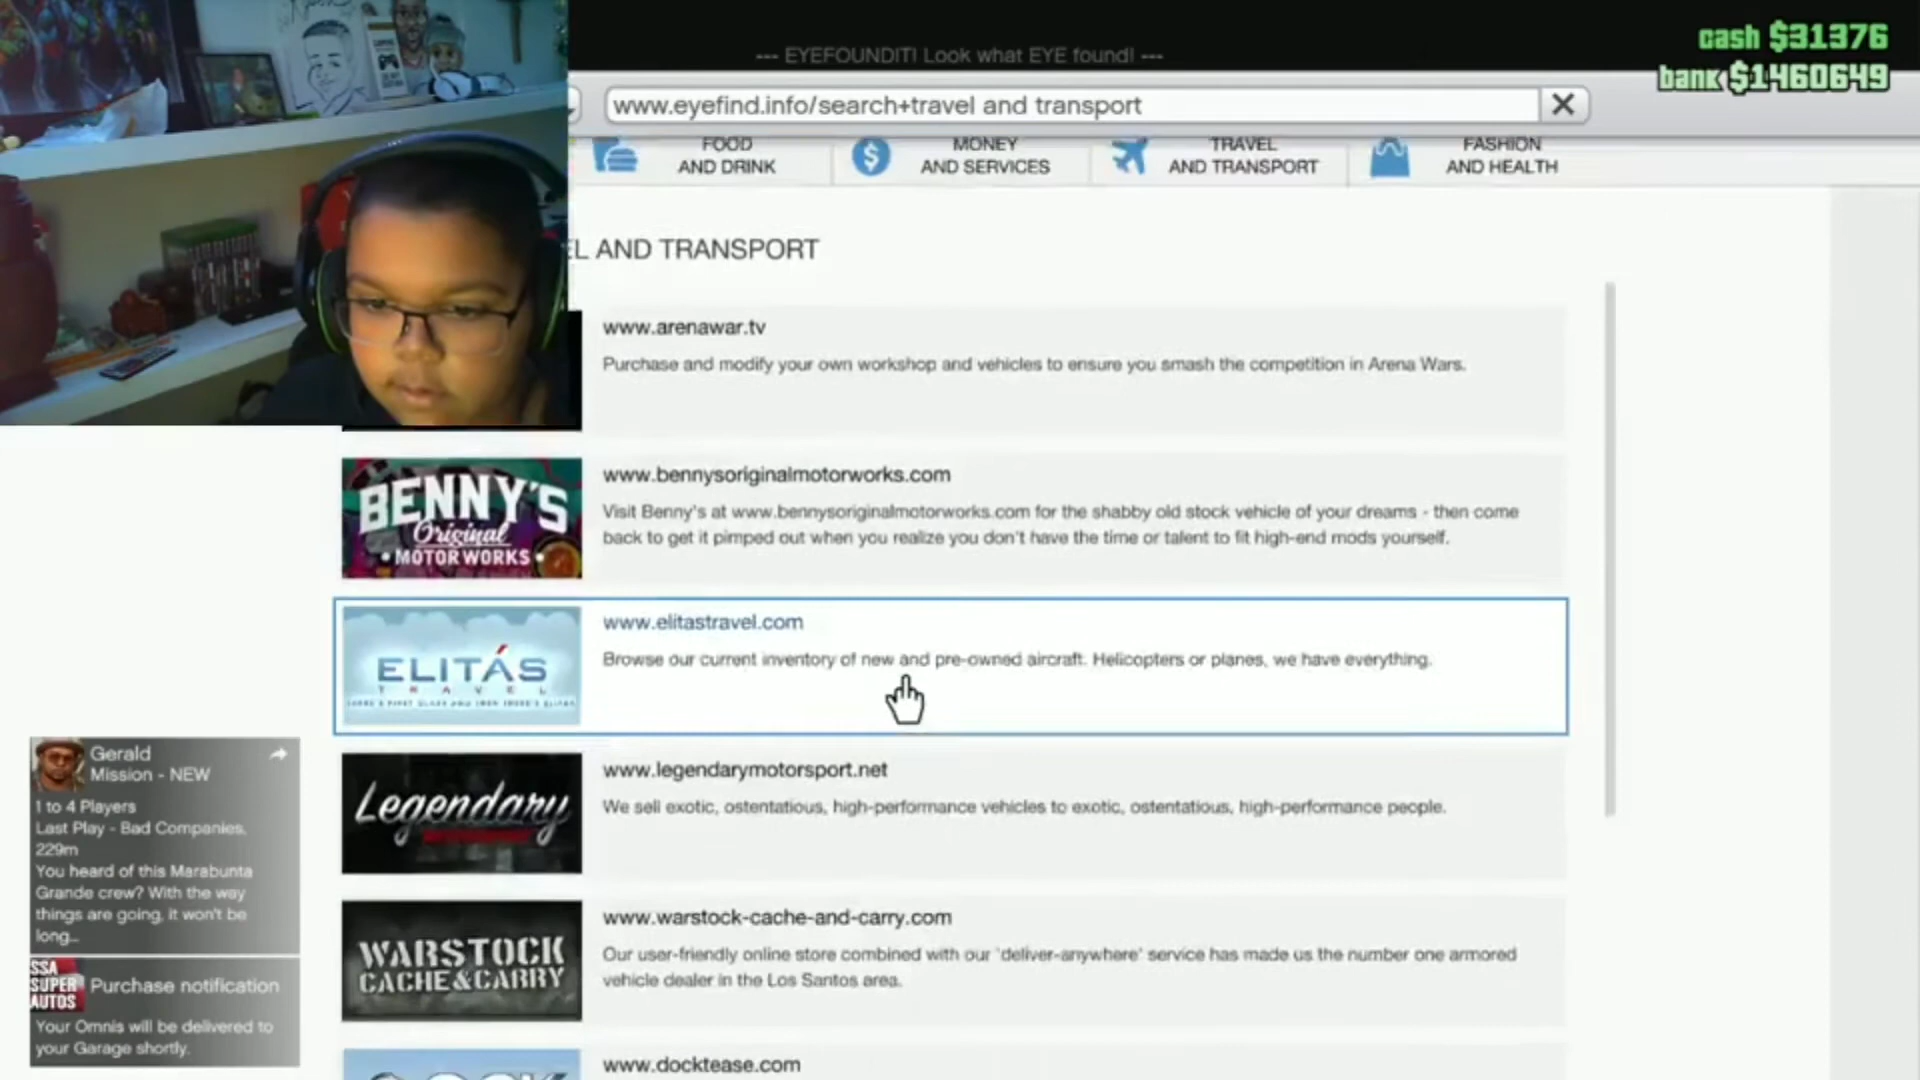 --- EYEFOUNDIT! Look what EYE found! ---
cash $31376
bank $1460649
www.eyefind.info/search+travel and transport
FOOD
AND DRINK
MONEY
AND SERVICES
TRAVEL
AND TRANSPORT
FASHION
AND HEALTH
EL AND TRANSPORT
www.arenawar.tv
Purchase and modify your own workshop and vehicles to ensure you smash the competition in Arena Wars.
BENNY'S
Original
MOTOR WORKS
www.bennysoriginalmotorworks.com
Visit Benny's at www.bennysoriginalmotorworks.com for the shabby old stock vehicle of your dreams - then come
back to get it pimped out when you realize you don't have the time or talent to fit high-end mods yourself.
ELITÁS
TRAVEL
www.elitastravel.com
Browse our current inventory of new and pre-owned aircraft. Helicopters or planes, we have everything.
Legendary
www.legendarymotorsport.net
We sell exotic, ostentatious, high-performance vehicles to exotic, ostentatious, high-performance people.
WARSTOCK
CACHE & CARRY
www.warstock-cache-and-carry.com
Our user-friendly online store combined with our 'deliver-anywhere' service has made us the number one armored
vehicle dealer in the Los Santos area.
www.docktease.com
Gerald
Mission - NEW
1 to 4 Players
Last Play - Bad Companies,
229m
You heard of this Marabunta
Grande crew? With the way
things are going, it won't be
long...
SSA
SUPER
AUTOS
Purchase notification
Your Omnis will be delivered to
your Garage shortly.